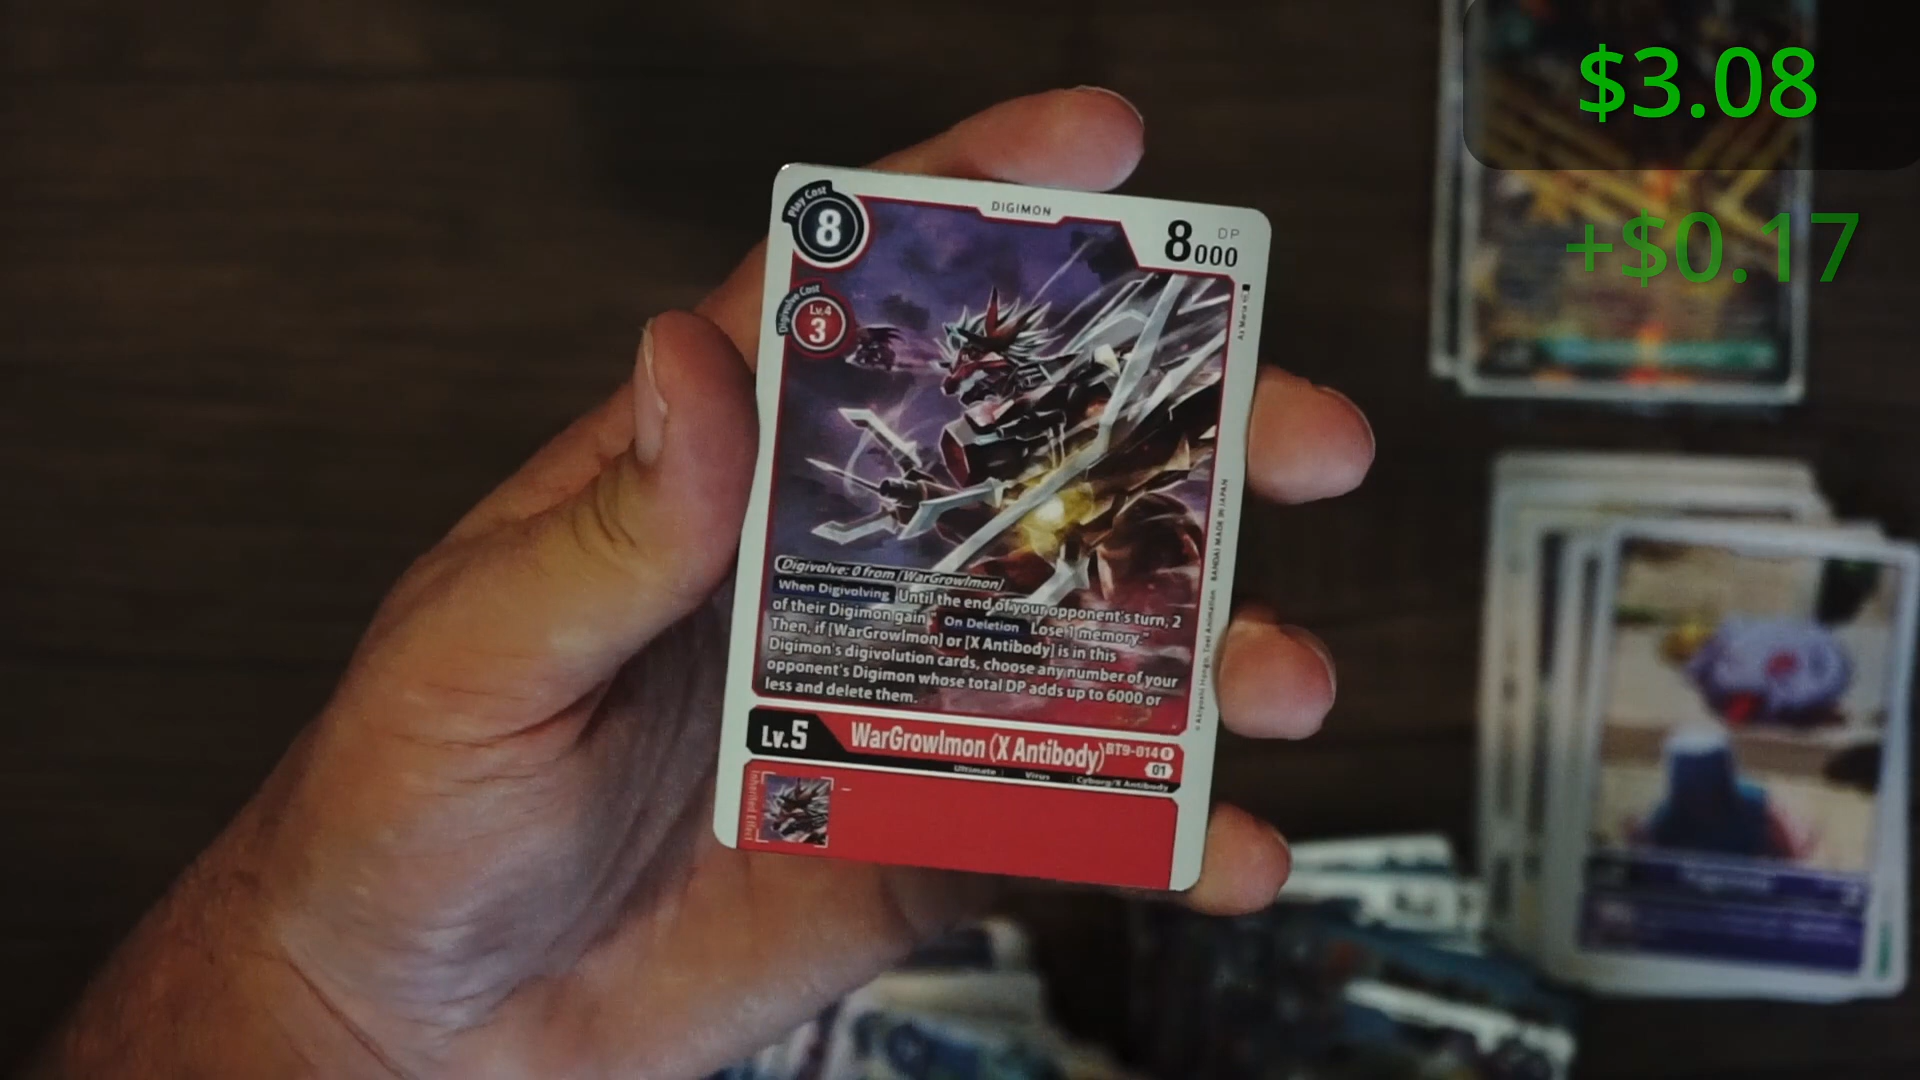 $3.08
+$0.17
DIGIMON
Play Cost
8
8000
DP
Digivolve Cost
Lv.4
3
BANDAI MADE IN JAPAN
Digivolve: 0 from [WarGrowlmon]
When Digivolving Until the end of your opponent's turn, 2
of their Digimon gain " On Deletion Lose 1 memory."
Then, if [WarGrowlmon] or [X Antibody] is in this
Digimon's digivolution cards, choose any number of your
opponent's Digimon whose total DP adds up to 6000 or
less and delete them.
Lv.5
WarGrowlmon (X Antibody)
BT9-014 R
01
Ultimate
Virus
Cyborg/X Antibody
Inherited Effect
-